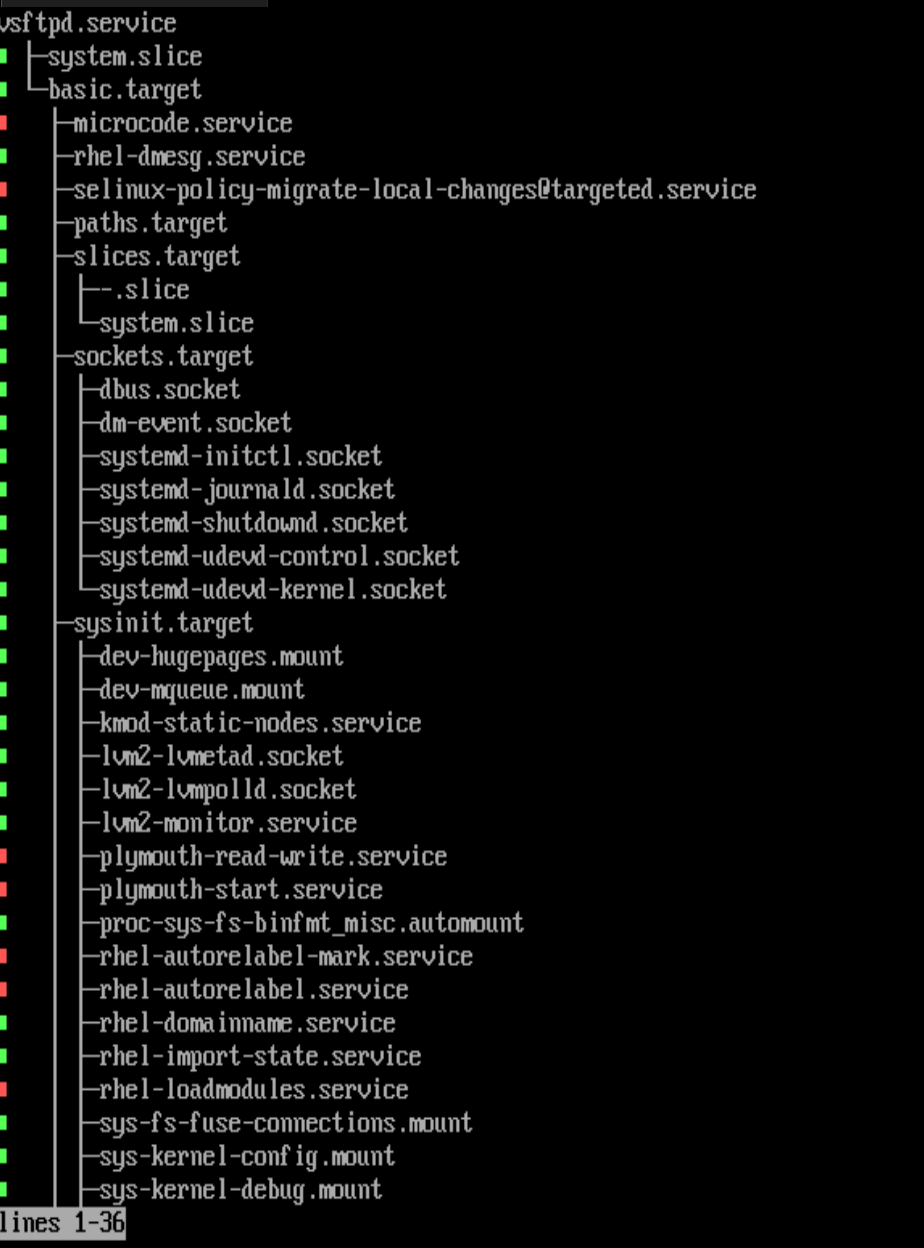 vsftpd.service
├─system.slice
└─basic.target
├─microcode.service
├─rhel-dmesg.service
├─selinux-policy-migrate-local-changes@targeted.service
├─paths.target
├─slices.target
│ ├─-.slice
│ └─system.slice
├─sockets.target
│ ├─dbus.socket
│ ├─dm-event.socket
│ ├─systemd-initctl.socket
│ ├─systemd-journald.socket
│ ├─systemd-shutdownd.socket
│ ├─systemd-udevd-control.socket
│ └─systemd-udevd-kernel.socket
├─sysinit.target
│ ├─dev-hugepages.mount
│ ├─dev-mqueue.mount
│ ├─kmod-static-nodes.service
│ ├─lvm2-lvmetad.socket
│ ├─lvm2-lvmpolld.socket
│ ├─lvm2-monitor.service
│ ├─plymouth-read-write.service
│ ├─plymouth-start.service
│ ├─proc-sys-fs-binfmt_misc.automount
│ ├─rhel-autorelabel-mark.service
│ ├─rhel-autorelabel.service
│ ├─rhel-domainname.service
│ ├─rhel-import-state.service
│ ├─rhel-loadmodules.service
│ ├─sys-fs-fuse-connections.mount
│ ├─sys-kernel-config.mount
│ ├─sys-kernel-debug.mount
lines 1-36